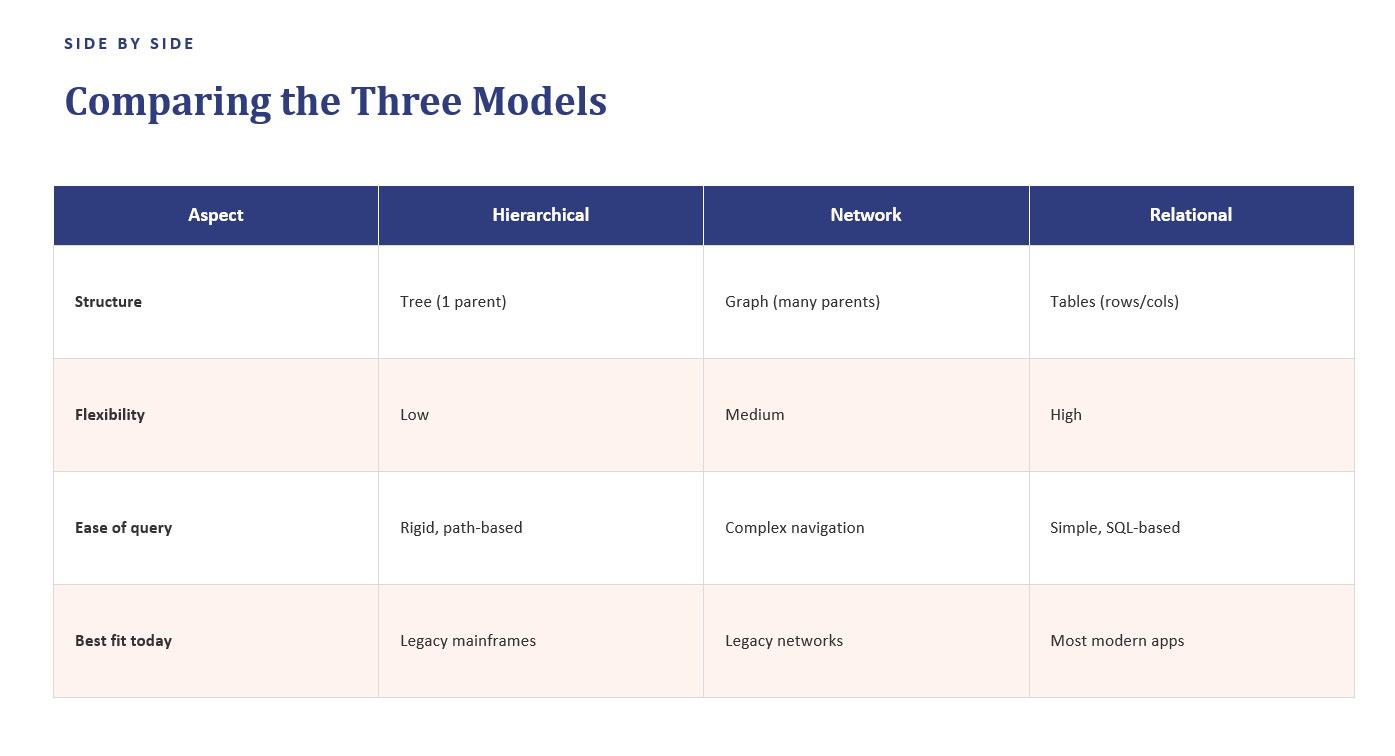 SIDE BY SIDE
Comparing the Three Models
Aspect Hierarchical Network Relational
Structure Tree (1 parent) Graph (many parents) Tables (rows/cols)
Flexibility Low Medium High
Ease of query Rigid, path-based Complex navigation Simple, SQL-based
Best fit today Legacy mainframes Legacy networks Most modern apps